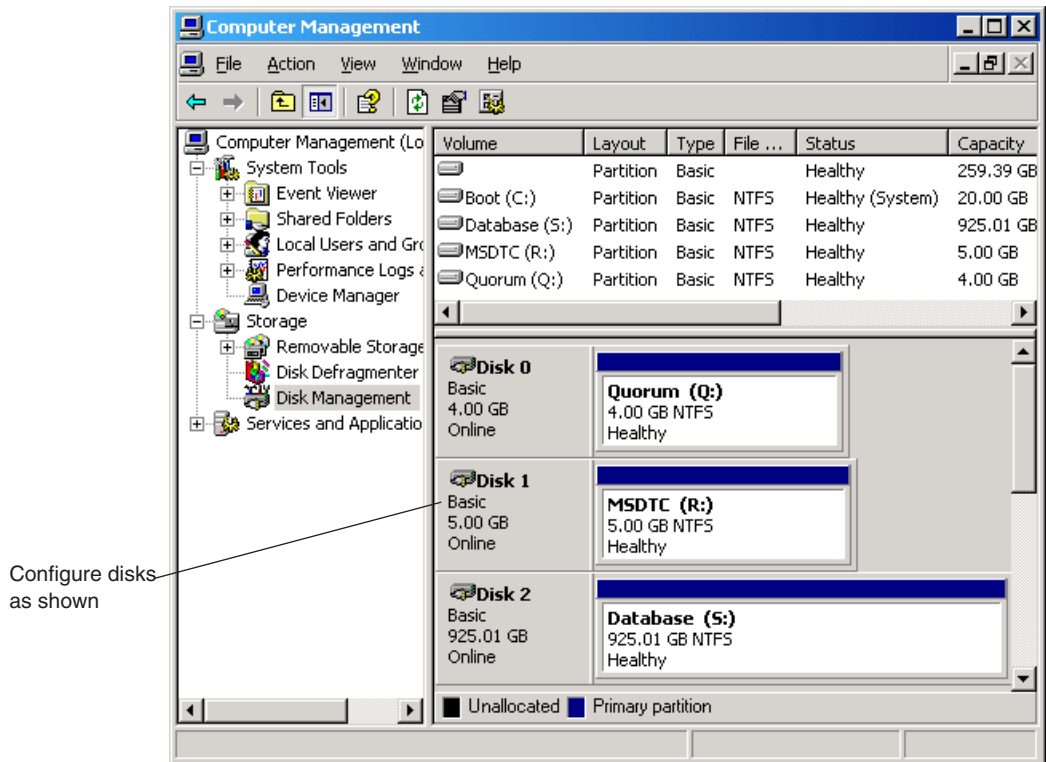 Computer Management
File Action View Window Help
Computer Management (Lo
System Tools
Event Viewer
Shared Folders
Local Users and Gro
Performance Logs a
Device Manager
Storage
Removable Storage
Disk Defragmenter
Disk Management
Services and Applicatio
Volume Layout Type File ... Status Capacity
Partition Basic Healthy 259.39 GB
Boot (C:) Partition Basic NTFS Healthy (System) 20.00 GB
Database (S:) Partition Basic NTFS Healthy 925.01 GB
MSDTC (R:) Partition Basic NTFS Healthy 5.00 GB
Quorum (Q:) Partition Basic NTFS Healthy 4.00 GB
Disk 0
Basic
4.00 GB
Online
Quorum (Q:)
4.00 GB NTFS
Healthy
Disk 1
Basic
5.00 GB
Online
MSDTC (R:)
5.00 GB NTFS
Healthy
Configure disks
as shown
Disk 2
Basic
925.01 GB
Online
Database (S:)
925.01 GB NTFS
Healthy
Unallocated Primary partition